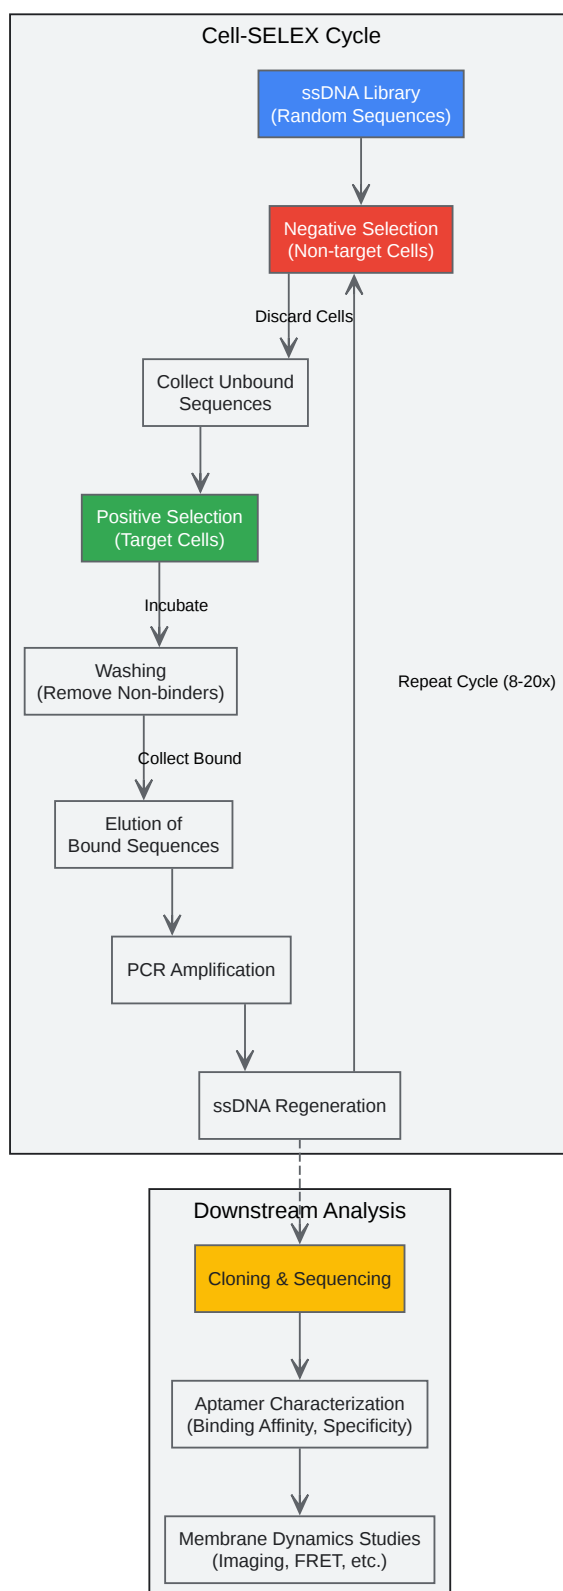 Cell-SELEX Cycle
ssDNA Library
(Random Sequences)
Negative Selection
(Non-target Cells)
Discard Cells
Collect Unbound
Sequences
Positive Selection
(Target Cells)
Incubate
Washing
(Remove Non-binders)
Repeat Cycle (8-20x)
Collect Bound
Elution of
Bound Sequences
PCR Amplification
ssDNA Regeneration
Downstream Analysis
Cloning & Sequencing
Aptamer Characterization
(Binding Affinity, Specificity)
Membrane Dynamics Studies
(Imaging, FRET, etc.)